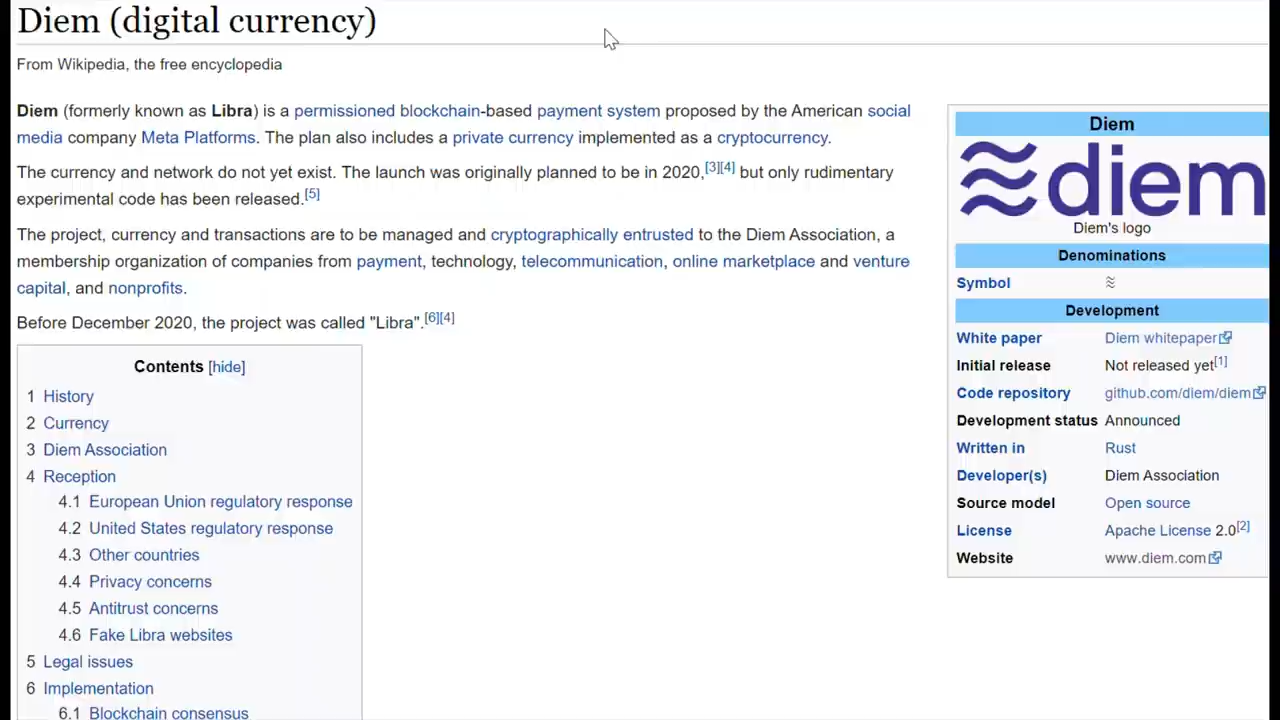 Diem (digital currency)
From Wikipedia, the free encyclopedia
Diem (formerly known as Libra) is a permissioned blockchain-based payment system proposed by the American social
media company Meta Platforms. The plan also includes a private currency implemented as a cryptocurrency.
The currency and network do not yet exist. The launch was originally planned to be in 2020,[3][4] but only rudimentary
experimental code has been released.[5]
The project, currency and transactions are to be managed and cryptographically entrusted to the Diem Association, a
membership organization of companies from payment, technology, telecommunication, online marketplace and venture
capital, and nonprofits.
Before December 2020, the project was called "Libra".[6][4]
Contents [hide]
1 History
2 Currency
3 Diem Association
4 Reception
4.1 European Union regulatory response
4.2 United States regulatory response
4.3 Other countries
4.4 Privacy concerns
4.5 Antitrust concerns
4.6 Fake Libra websites
5 Legal issues
6 Implementation
6.1 Blockchain consensus
Diem
diem
Diem's logo
Denominations
Symbol ≋
Development
White paper Diem whitepaper
Initial release Not released yet[1]
Code repository github.com/diem/diem
Development status Announced
Written in Rust
Developer(s) Diem Association
Source model Open source
License Apache License 2.0[2]
Website www.diem.com